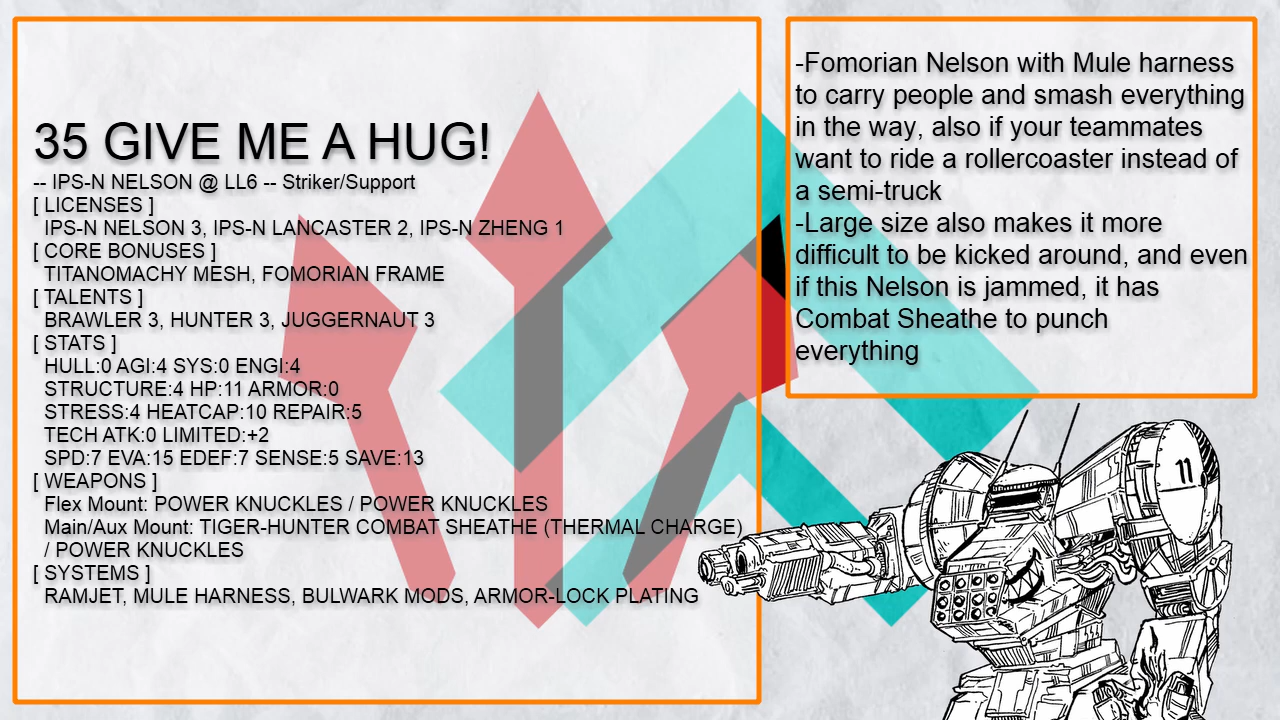 35 GIVE ME A HUG!
-- IPS-N NELSON @ LL6 -- Striker/Support
[ LICENSES ]
IPS-N NELSON 3, IPS-N LANCASTER 2, IPS-N ZHENG 1
[ CORE BONUSES ]
TITANOMACHY MESH, FOMORIAN FRAME
[ TALENTS ]
BRAWLER 3, HUNTER 3, JUGGERNAUT 3
[ STATS ]
HULL:0 AGI:4 SYS:0 ENGI:4
STRUCTURE:4 HP:11 ARMOR:0
STRESS:4 HEATCAP:10 REPAIR:5
TECH ATK:0 LIMITED:+2
SPD:7 EVA:15 EDEF:7 SENSE:5 SAVE:13
[ WEAPONS ]
Flex Mount: POWER KNUCKLES / POWER KNUCKLES
Main/Aux Mount: TIGER-HUNTER COMBAT SHEATHE (THERMAL CHARGE)
/ POWER KNUCKLES
[ SYSTEMS ]
RAMJET, MULE HARNESS, BULWARK MODS, ARMOR-LOCK PLATING
-Fomorian Nelson with Mule harness
to carry people and smash everything
in the way, also if your teammates
want to ride a rollercoaster instead of
a semi-truck
-Large size also makes it more
difficult to be kicked around, and even
if this Nelson is jammed, it has
Combat Sheathe to punch
everything
11